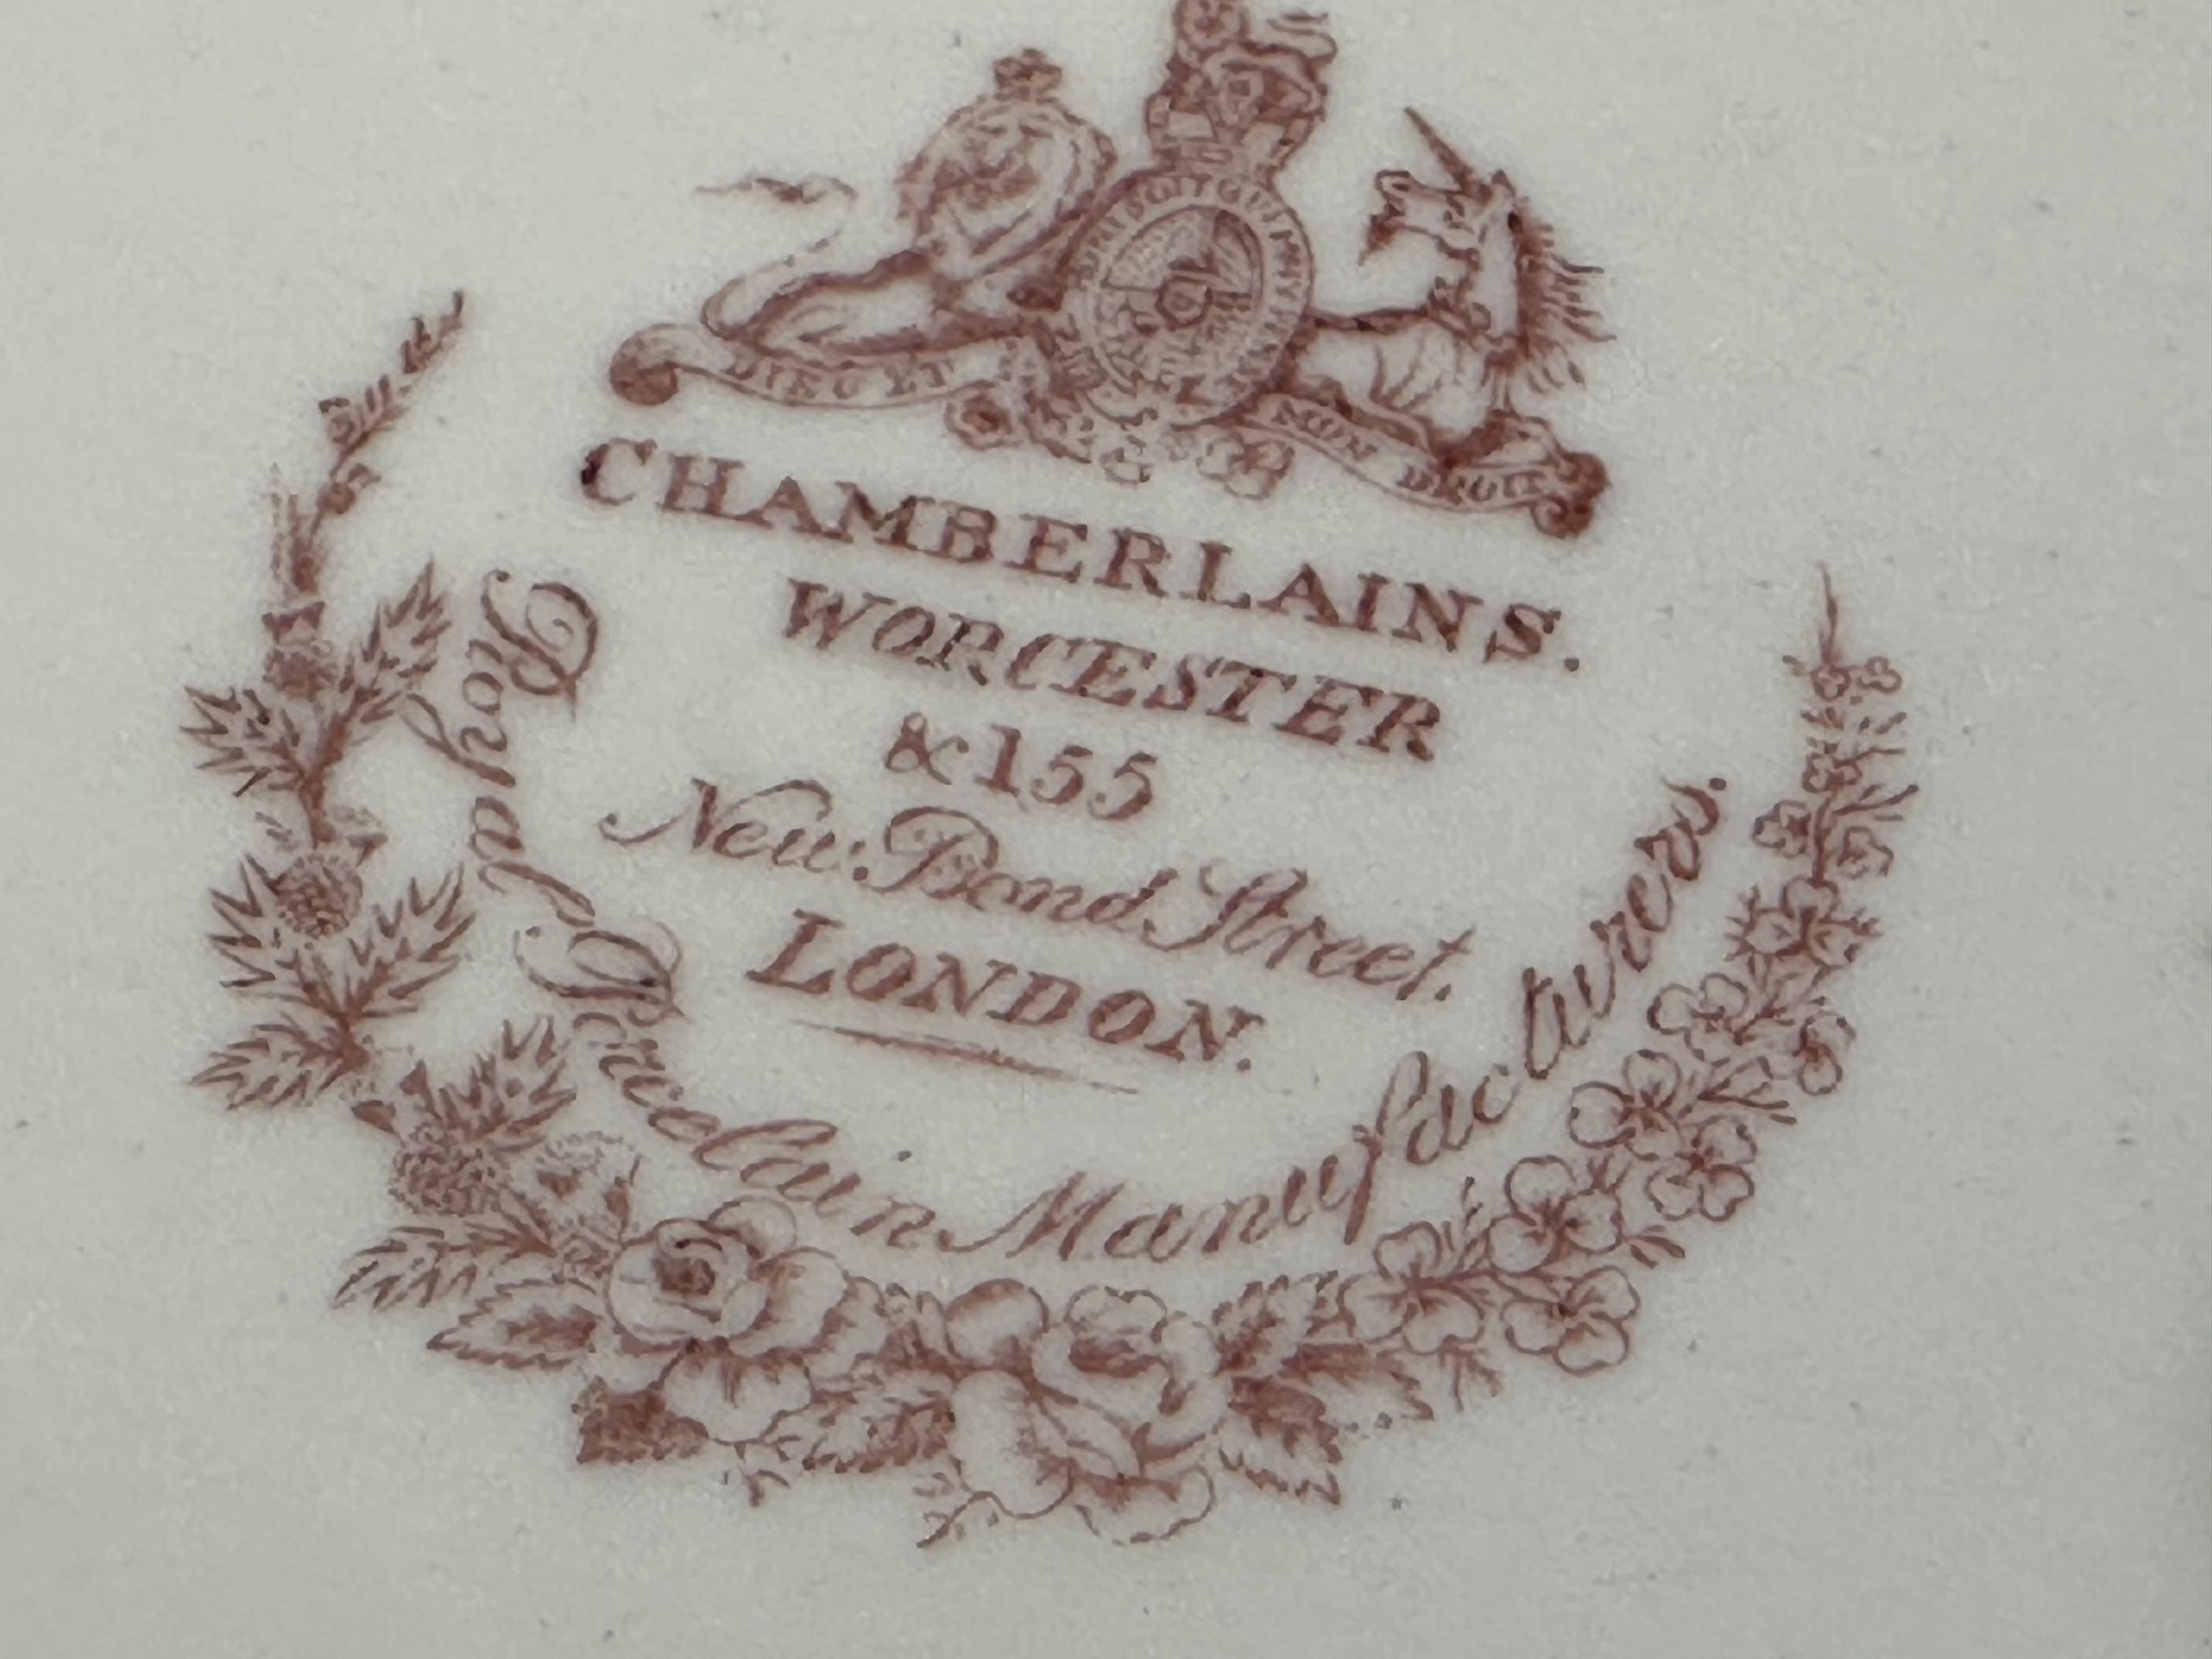 DIEU ET
MON DROIT
CHAMBERLAINS.
WORCESTER
& 155
New Bond Street.
LONDON.
Royal Porcelain Manufacturers.